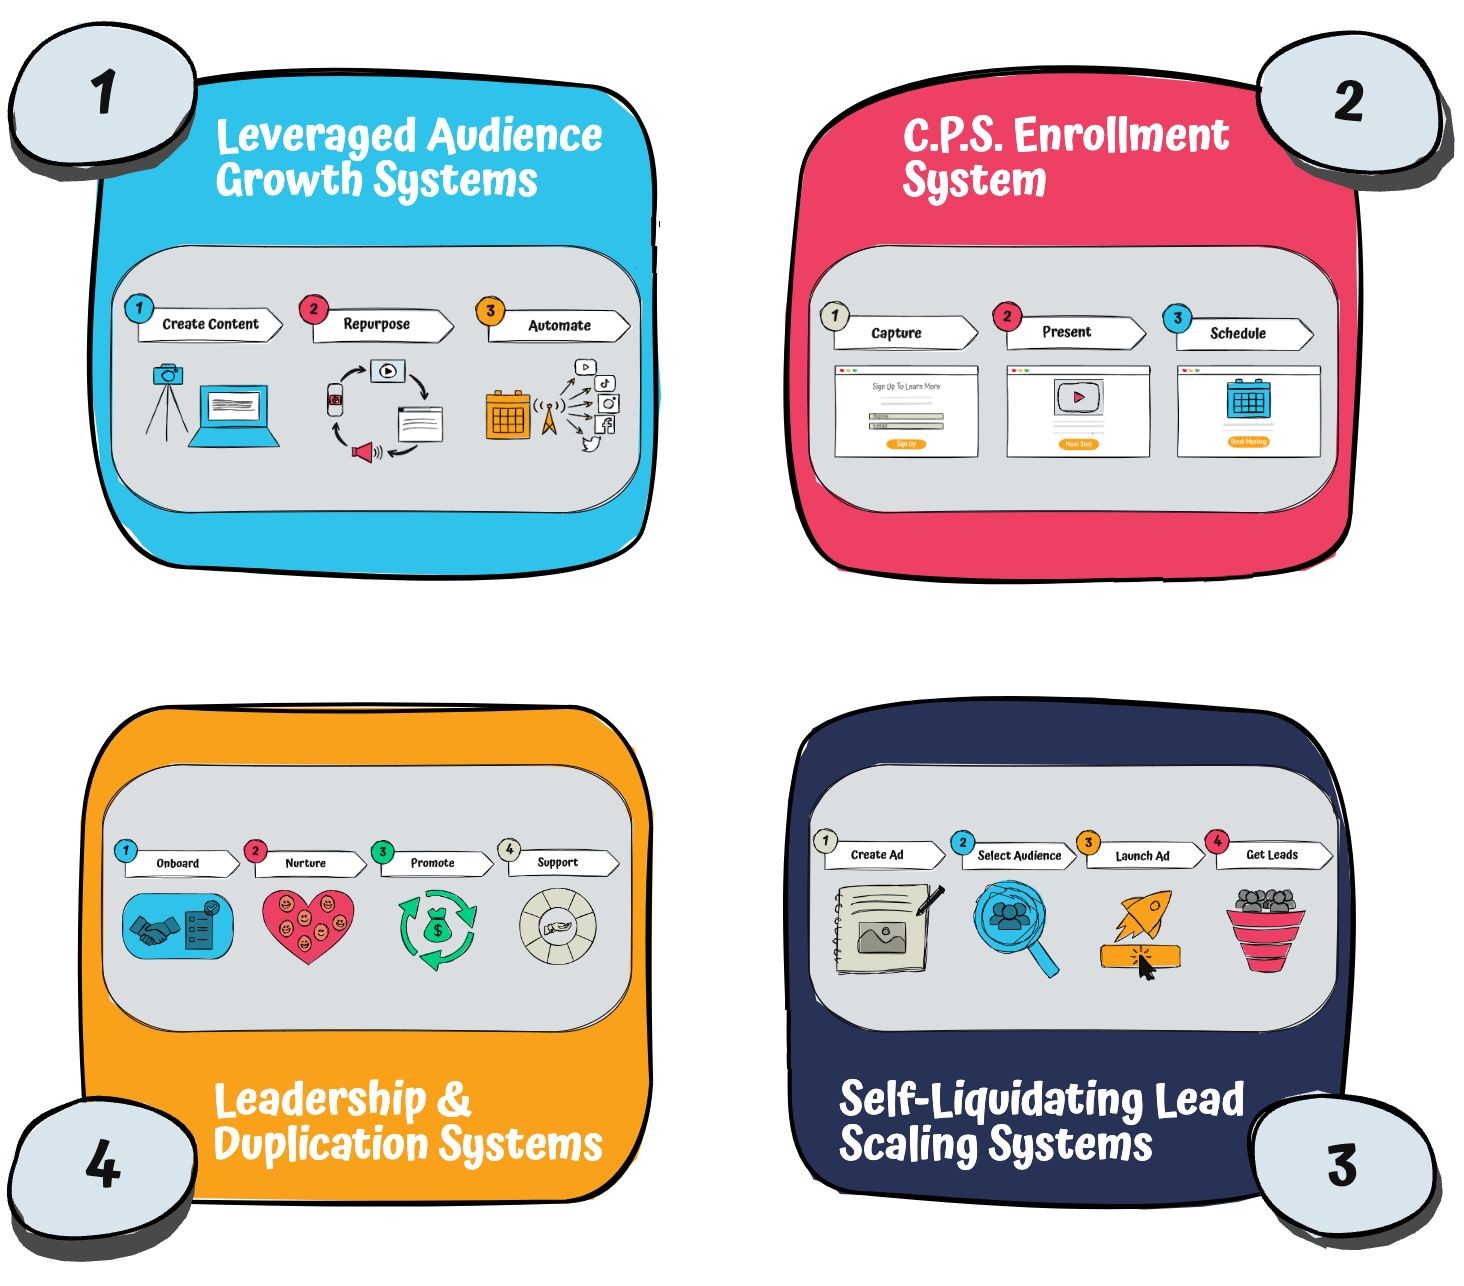 1
Leveraged Audience
Growth Systems
1
Create Content
2
Repurpose
3
Automate
2
C.P.S. Enrollment
System
1
Capture
2
Present
3
Schedule
Sign Up To Learn More
Name
Email
Sign Up
Next Step
Book Meeting
4
Leadership &
Duplication Systems
1
Onboard
2
Nurture
3
Promote
4
Support
$
3
Self-Liquidating Lead
Scaling Systems
1
Create Ad
2
Select Audience
3
Launch Ad
4
Get Leads